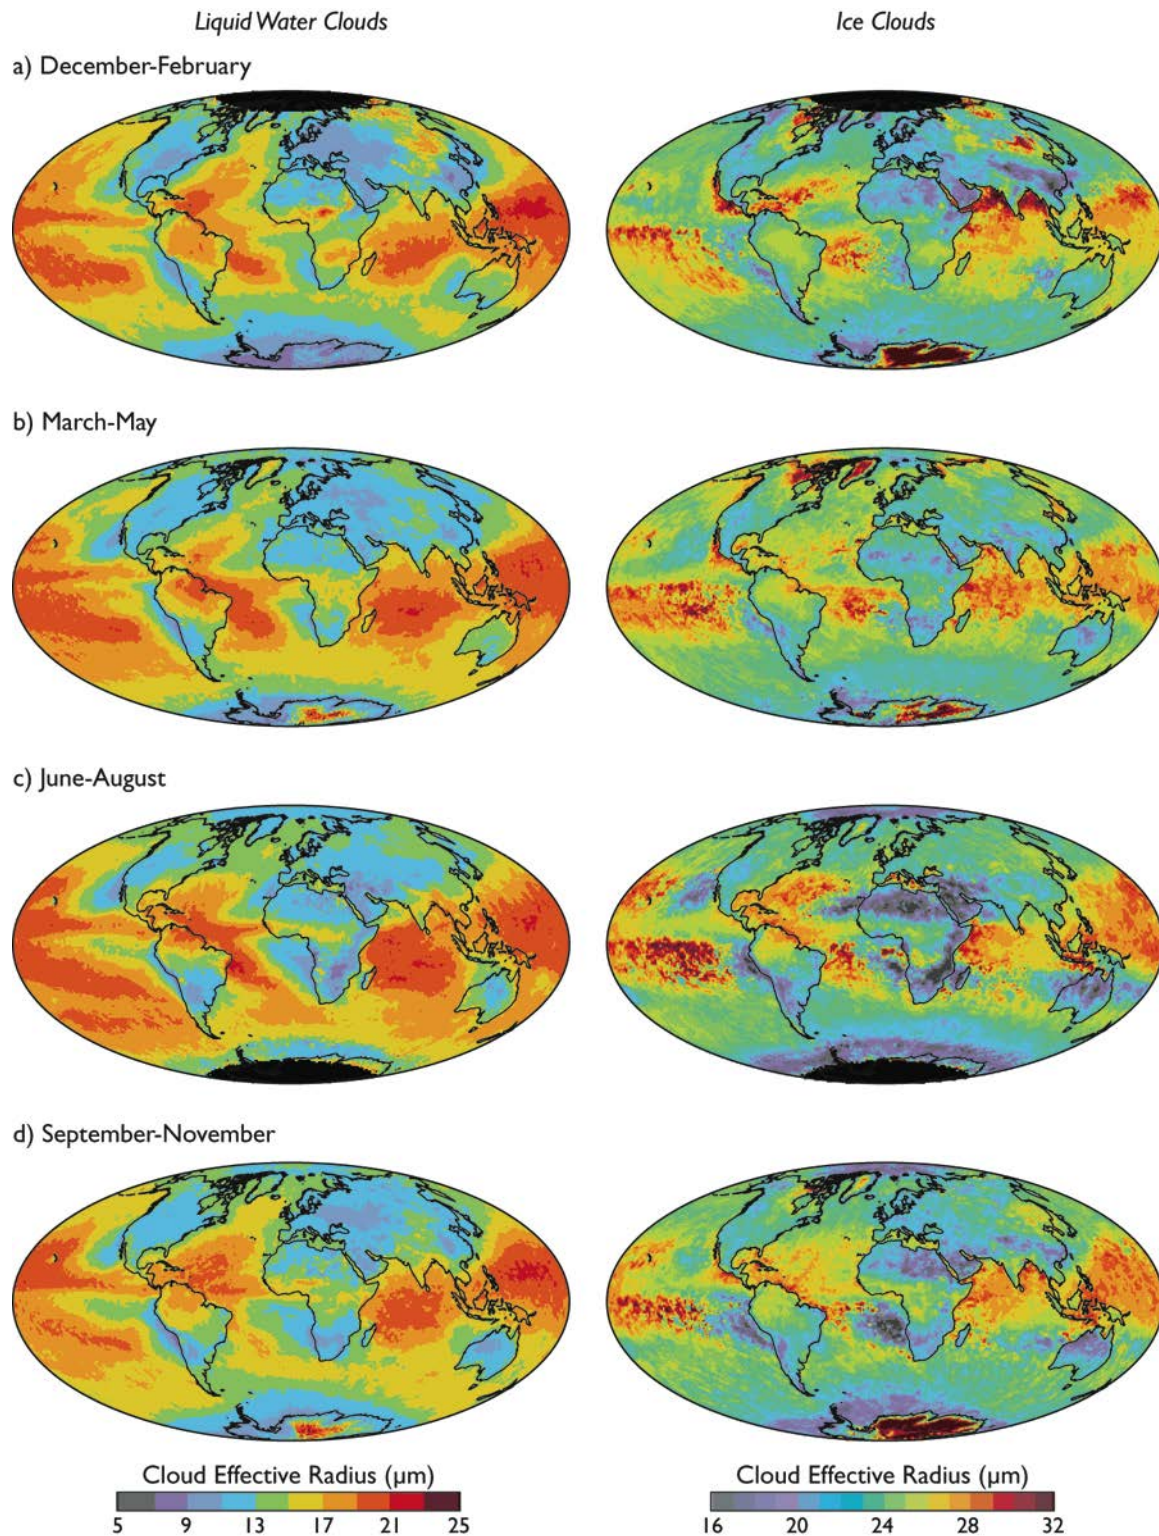 Liquid Water Clouds
Ice Clouds
a) December-February
b) March-May
c) June-August
d) September-November
Cloud Effective Radius (µm)
5 9 13 17 21 25
Cloud Effective Radius (µm)
16 20 24 28 32